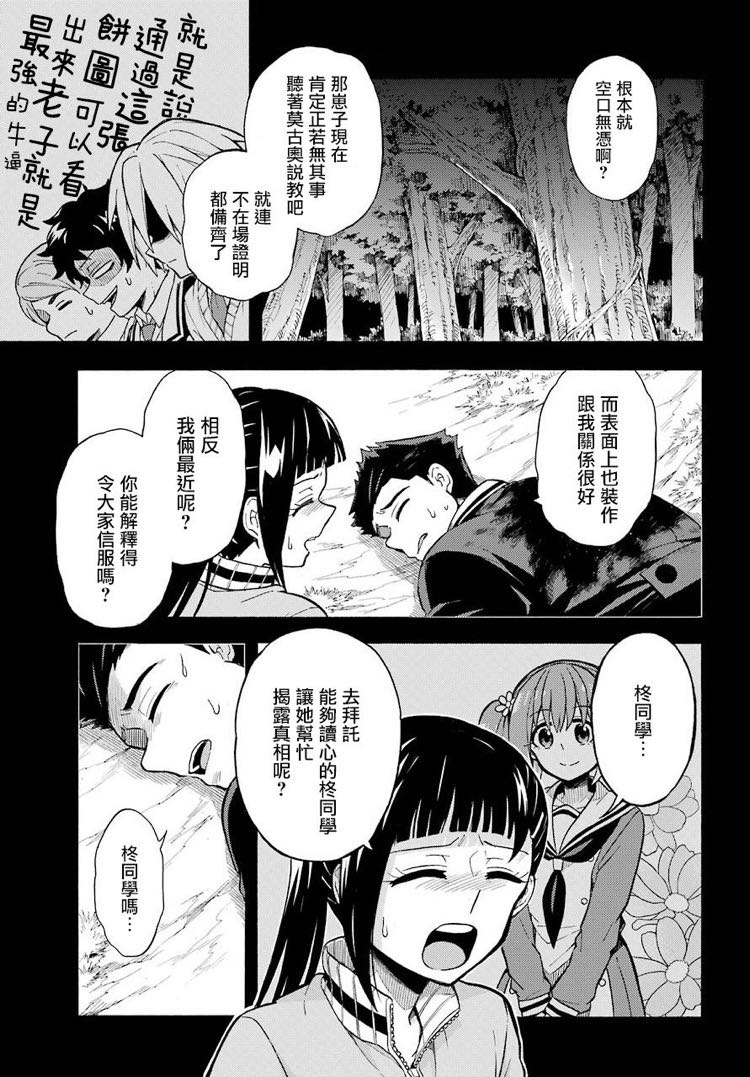 根本就
空口無憑啊?
那崽子現在
肯定正若無其事
聽著莫古奧說教吧
就連
不在場證明
都備齊了
就是說
通過這張
餅圖可以看
出來老子就是
最強的牛逼
而表面上也裝作
跟我關係很好
相反
我倆最近呢?
你能解釋得
令大家信服嗎?
柊同學…
去拜託
能夠讀心的柊同學
讓她幫忙
揭露真相呢?
柊同學嗎…